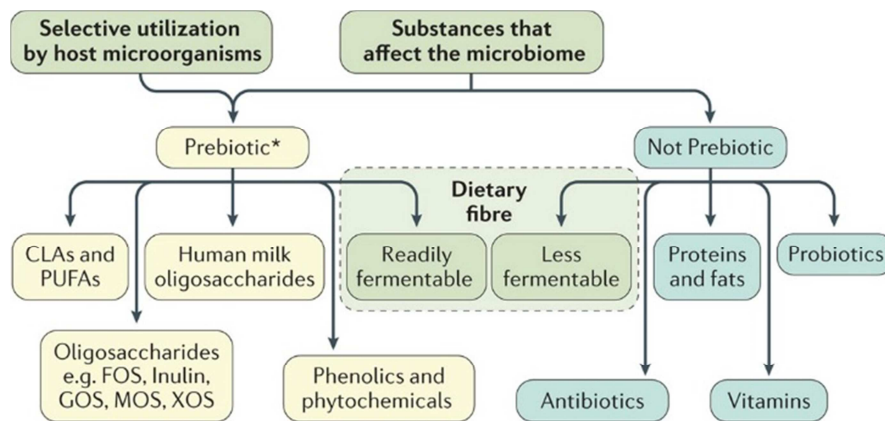 Selective utilization
by host microorganisms
Substances that
affect the microbiome
Prebiotic*
Not Prebiotic
Dietary
fibre
CLAs and
PUFAs
Human milk
oligosaccharides
Readily
fermentable
Less
fermentable
Proteins
and fats
Probiotics
Oligosaccharides
e.g. FOS, Inulin,
GOS, MOS, XOS
Phenolics and
phytochemicals
Antibiotics
Vitamins